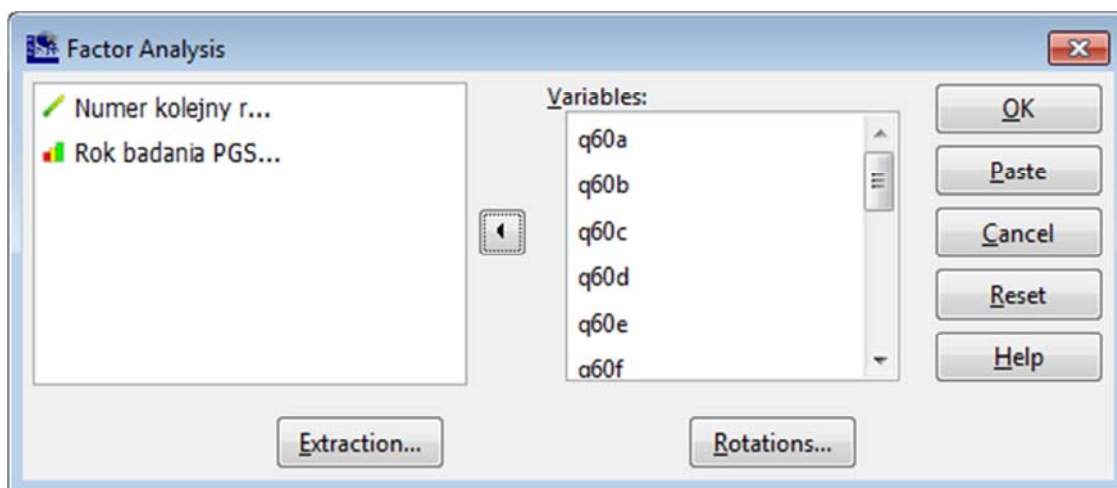 Factor Analysis
Numer kolejny r...
Rok badania PGS...
Variables:
q60a
q60b
q60c
q60d
q60e
q60f
OK
Paste
Cancel
Reset
Help
Extraction...
Rotations...